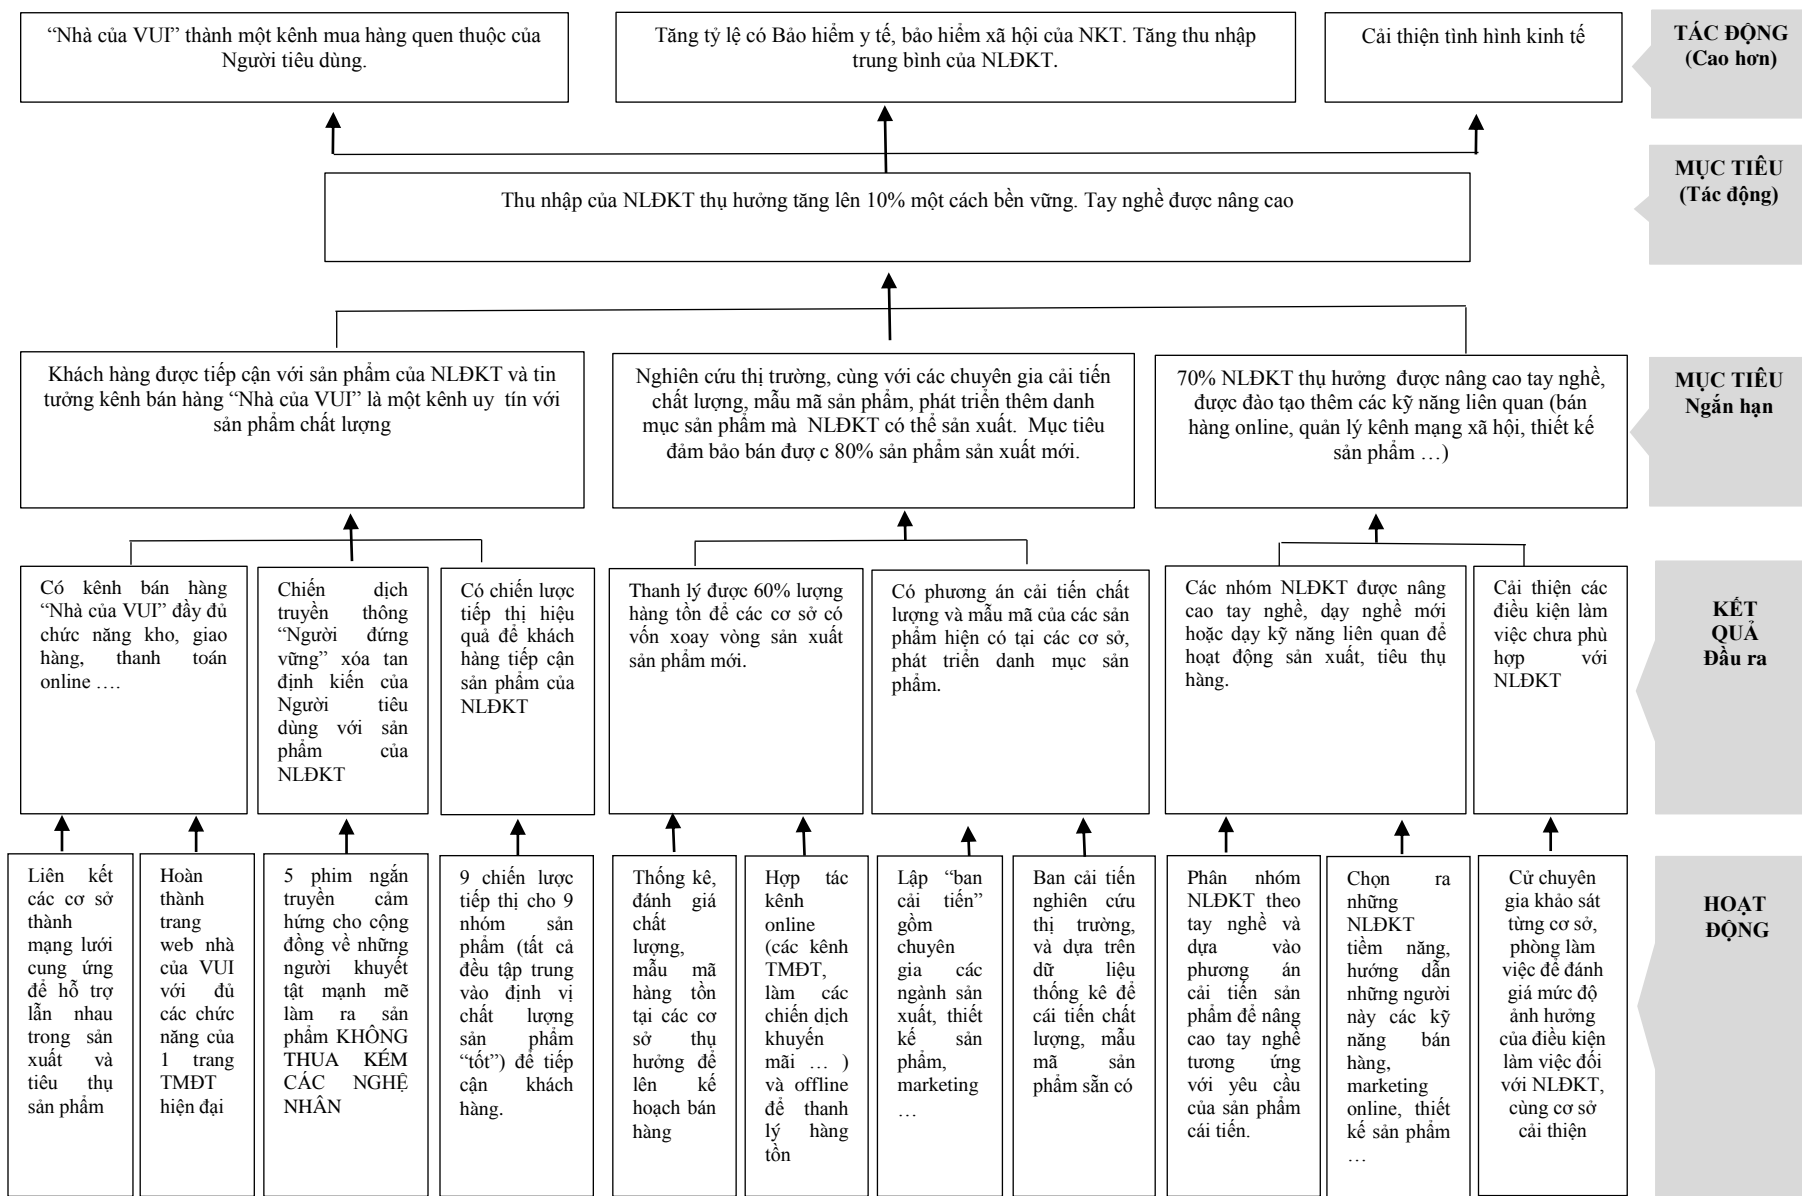 “Nhà của VUI” thành một kênh mua hàng quen thuộc của
Người tiêu dùng.
Tăng tỷ lệ có Bảo hiểm y tế, bảo hiểm xã hội của NKT. Tăng thu nhập
trung bình của NLĐKT.
Cải thiện tình hình kinh tế
TÁC ĐỘNG
(Cao hơn)
Thu nhập của NLĐKT thụ hưởng tăng lên 10% một cách bền vững. Tay nghề được nâng cao
MỤC TIÊU
(Tác động)
Khách hàng được tiếp cận với sản phẩm của NLĐKT và tin
tưởng kênh bán hàng “Nhà của VUI” là một kênh uy tín với
sản phẩm chất lượng
Nghiên cứu thị trường, cùng với các chuyên gia cải tiến
chất lượng, mẫu mã sản phẩm, phát triển thêm danh
mục sản phẩm mà NLĐKT có thể sản xuất. Mục tiêu
đảm bảo bán đượ c 80% sản phẩm sản xuất mới.
70% NLĐKT thụ hưởng được nâng cao tay nghề,
được đào tạo thêm các kỹ năng liên quan (bán
hàng online, quản lý kênh mạng xã hội, thiết kế
sản phẩm …)
MỤC TIÊU
Ngắn hạn
Có kênh bán hàng
“Nhà của VUI” đầy đủ
chức năng kho, giao
hàng, thanh toán
online ….
Chiến dịch
truyền thông
“Người đứng
vững” xóa tan
định kiến của
Người tiêu
dùng với sản
phẩm của
NLĐKT
Có chiến lược
tiếp thị hiệu
quả để khách
hàng tiếp cận
sản phẩm của
NLĐKT
Thanh lý được 60% lượng
hàng tồn để các cơ sở có
vốn xoay vòng sản xuất
sản phẩm mới.
Có phương án cải tiến chất
lượng và mẫu mã của các sản
phẩm hiện có tại các cơ sở,
phát triển danh mục sản
phẩm.
Các nhóm NLĐKT được nâng
cao tay nghề, dạy nghề mới
hoặc dạy kỹ năng liên quan để
hoạt động sản xuất, tiêu thụ
hàng.
Cải thiện các
điều kiện làm
việc chưa phù
hợp với
NLĐKT
KẾT
QUẢ
Đầu ra
Liên kết
các cơ sở
thành
mạng lưới
cung ứng
để hỗ trợ
lẫn nhau
trong sản
xuất và
tiêu thụ
sản phẩm
Hoàn
thành
trang
web nhà
của VUI
với đủ
các chức
năng của
1 trang
TMĐT
hiện đại
5 phim ngắn
truyền cảm
hứng cho cộng
đồng về những
người khuyết
tật mạnh mẽ
làm ra sản
phẩm KHÔNG
THUA KÉM
CÁC NGHỆ
NHÂN
9 chiến lược
tiếp thị cho 9
nhóm sản
phẩm (tất cả
đều tập trung
vào định vị
chất lượng
sản phẩm
“tốt”) để tiếp
cận khách
hàng.
Thống kê,
đánh giá
chất
lượng,
mẫu mã
hàng tồn
tại các cơ
sở thụ
hưởng để
lên kế
hoạch bán
hàng
Hợp tác
kênh
online
(các kênh
TMĐT,
làm các
chiến dịch
khuyến
mãi … )
và offline
để thanh
lý hàng
tồn
Lập “ban
cải tiến”
gồm
chuyên
gia các
ngành sản
xuất, thiết
kế sản
phẩm,
marketing
…
Ban cải tiến
nghiên cứu
thị trường,
và dựa trên
dữ liệu
thống kê để
cái tiến chất
lượng, mẫu
mã sản
phẩm sẵn có
Phân nhóm
NLĐKT theo
tay nghề và
dựa vào
phương án
cải tiến sản
phẩm để nâng
cao tay nghề
tương ứng
với yêu cầu
của sản phẩm
cái tiến.
Chọn ra
những
NLĐKT
tiềm năng,
hướng dẫn
những người
này các kỹ
năng bán
hàng,
marketing
online, thiết
kế sản phẩm
…
Cử chuyên
gia khảo sát
từng cơ sở,
phòng làm
việc để đánh
giá mức độ
ảnh hưởng
của điều kiện
làm việc đối
với NLĐKT,
cùng cơ sở
cải thiện
HOẠT
ĐỘNG